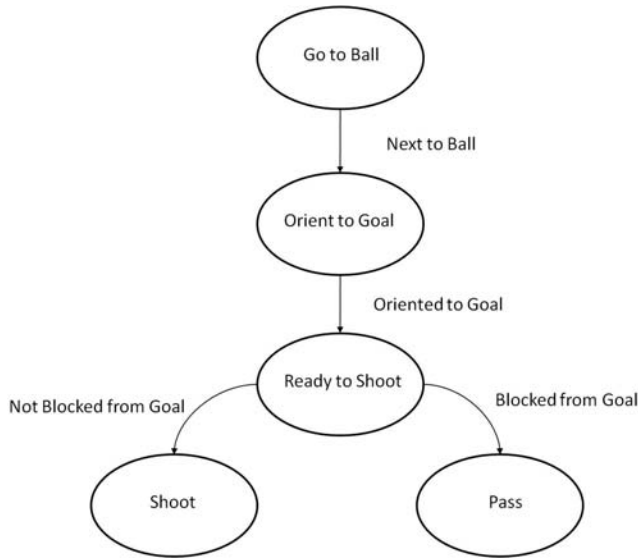 Go to Ball
Next to Ball
Orient to Goal
Oriented to Goal
Ready to Shoot
Not Blocked from Goal
Blocked from Goal
Shoot
Pass